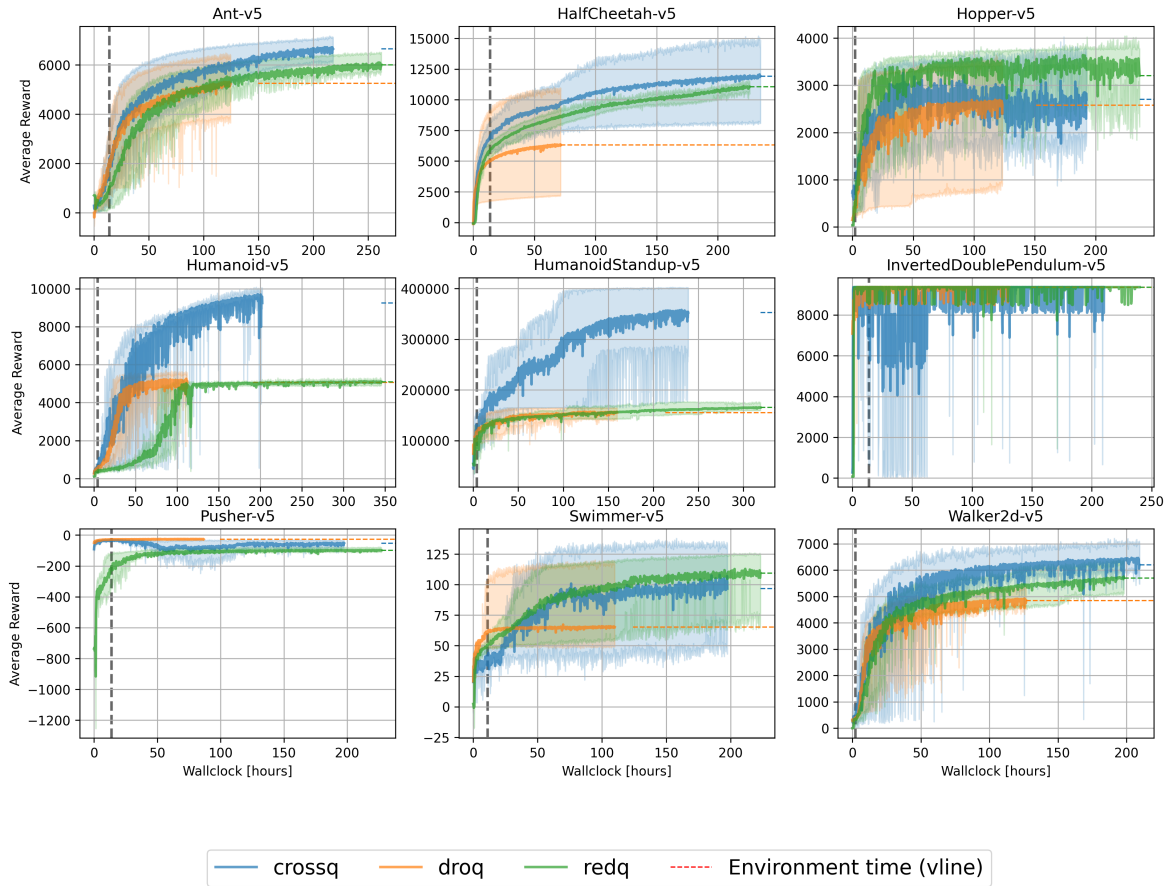 Ant-v5 HalfCheetah-v5 Hopper-v5
Average Reward
6000
4000
2000
0
0 50 100 150 200 250
15000
12500
10000
7500
5000
2500
0
0 50 100 150 200
4000
3000
2000
1000
0
0 50 100 150 200
Humanoid-v5 HumanoidStandup-v5 InvertedDoublePendulum-v5
Average Reward
10000
8000
6000
4000
2000
0
0 50 100 150 200 250 300 350
400000
300000
200000
100000
0 50 100 150 200 250 300
8000
6000
4000
2000
0
0 50 100 150 200 250
Pusher-v5 Swimmer-v5 Walker2d-v5
Average Reward
0
−200
−400
−600
−800
−1000
−1200
0 50 100 150 200
Wallclock [hours]
125
100
75
50
25
0
−25
0 50 100 150 200
Wallclock [hours]
7000
6000
5000
4000
3000
2000
1000
0
0 50 100 150 200
Wallclock [hours]
crossq droq redq Environment time (vline)